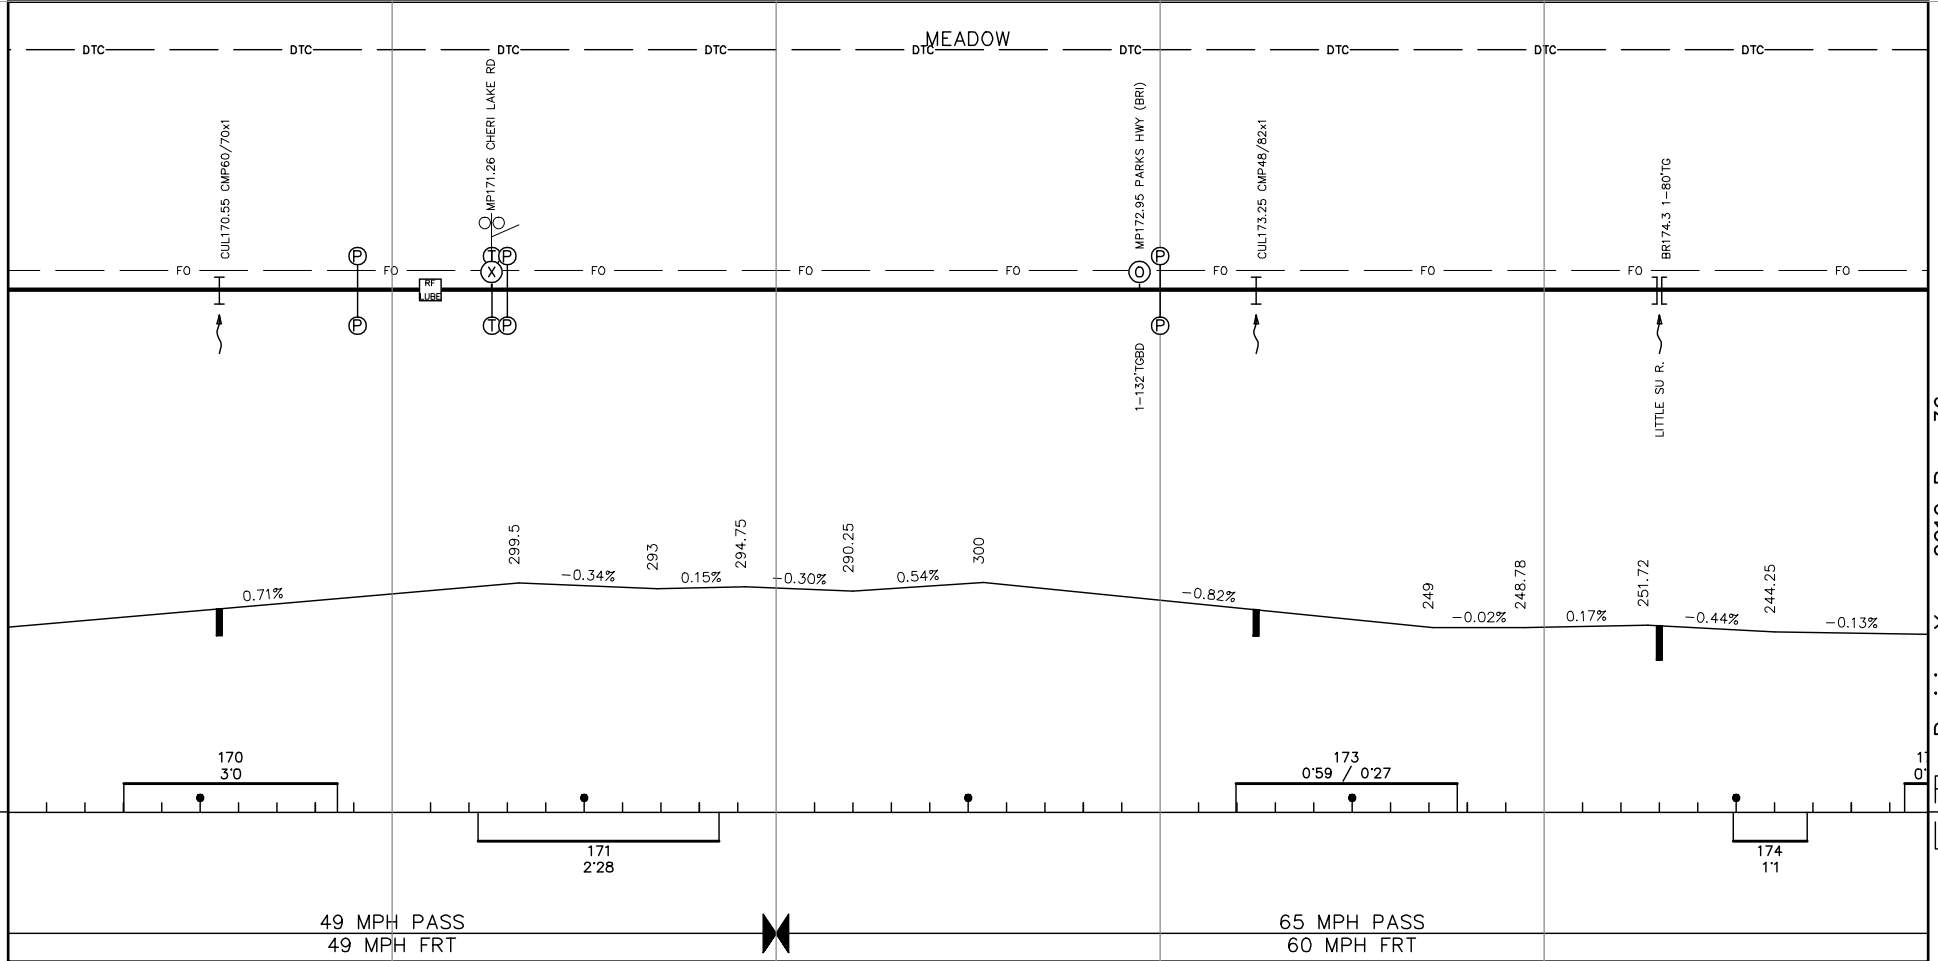 MEADOW
DTC DTC DTC DTC DTC DTC DTC DTC DTC
CUL170.55 CMP60/70x1
MP171.26 CHERI LAKE RD
MP172.95 PARKS HWY (BRI)
CUL173.25 CMP48/82x1
BR174.3 1-80'TG
P T P P
FO FO FO FO FO FO FO FO FO
X O
RF
LUBE
P T P P
1-132'TGBD
LITTLE SU R.
299.5 293 294.75 290.25 300 249 248.78 251.72 244.25
0.71% -0.34% 0.15% -0.30% 0.54% -0.82% -0.02% 0.17% -0.44% -0.13%
170
3'0
173
0'59 / 0'27
171
2'28
174
1'1
49 MPH PASS
49 MPH FRT
65 MPH PASS
60 MPH FRT